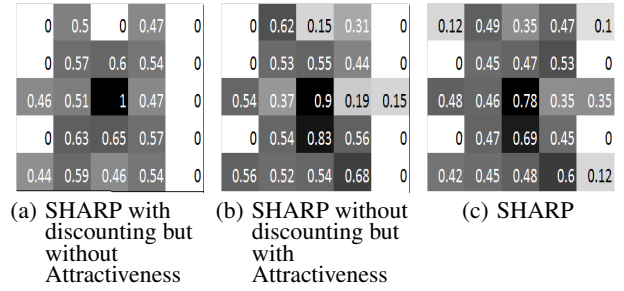 0 0.5 0 0.47 0
0 0.57 0.6 0.54 0
0.46 0.51 1 0.47 0
0 0.63 0.65 0.57 0
0.44 0.59 0.46 0.54 0
(a) SHARP with
discounting but
without
Attractiveness
0 0.62 0.15 0.31 0
0 0.53 0.55 0.44 0
0.54 0.37 0.9 0.19 0.15
0 0.54 0.83 0.56 0
0.56 0.52 0.54 0.68 0
(b) SHARP without
discounting but
with
Attractiveness
0.12 0.49 0.35 0.47 0.1
0 0.45 0.47 0.53 0
0.48 0.46 0.78 0.35 0.35
0 0.47 0.69 0.45 0
0.42 0.45 0.48 0.6 0.12
(c) SHARP